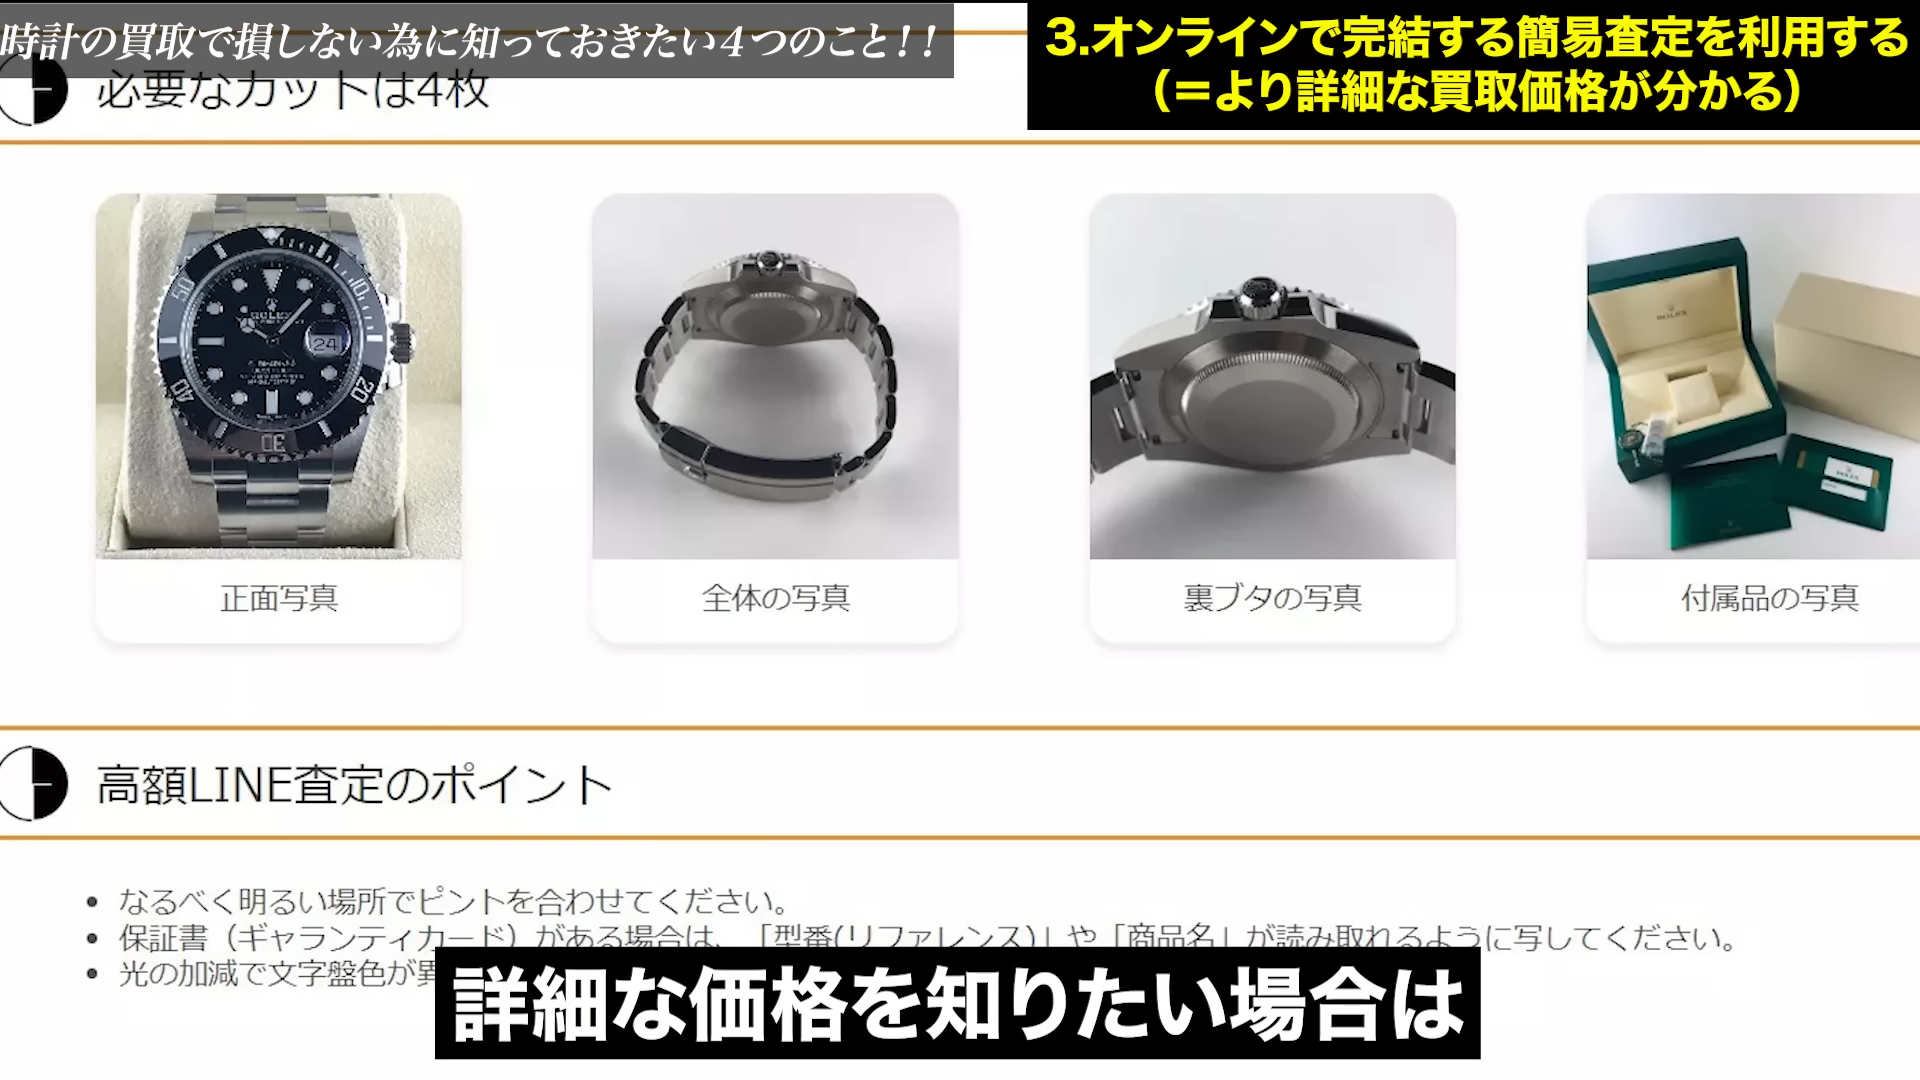 時計の買取で損しない為に知っておきたい4つのこと!!
3.オンラインで完結する簡易査定を利用する
（＝より詳細な買取価格が分かる）
必要なカットは4枚
50
10
24
40
20
30
ROLEX
ROLEX
正面写真
全体の写真
裏ブタの写真
付属品の写真
高額LINE査定のポイント
なるべく明るい場所でピントを合わせてください。
保証書（ギャランティカード）がある場合は、「型番(リファレンス)」や「商品名」が読み取れるように写してください。
光の加減で文字盤色が異
詳細な価格を知りたい場合は